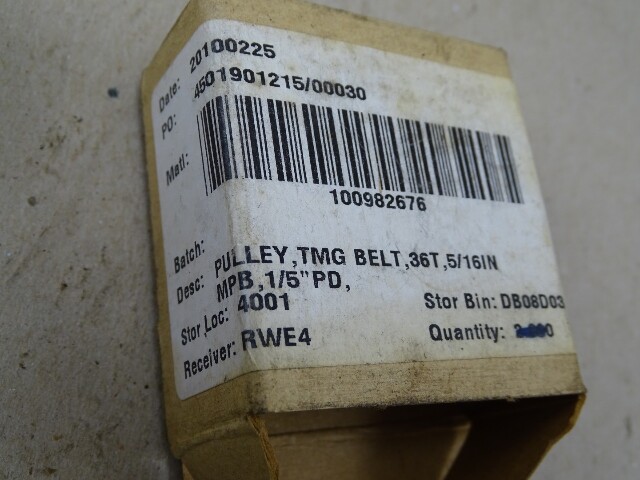 Date: 20100225
PO: 4501901215/00030
Matl:
100982676
Batch:
Desc: PULLEY,TMG BELT,36T,5/16IN
MPB,1/5"PD,
Stor Loc: 4001 Stor Bin: DB08D03
Receiver: RWE4 Quantity: